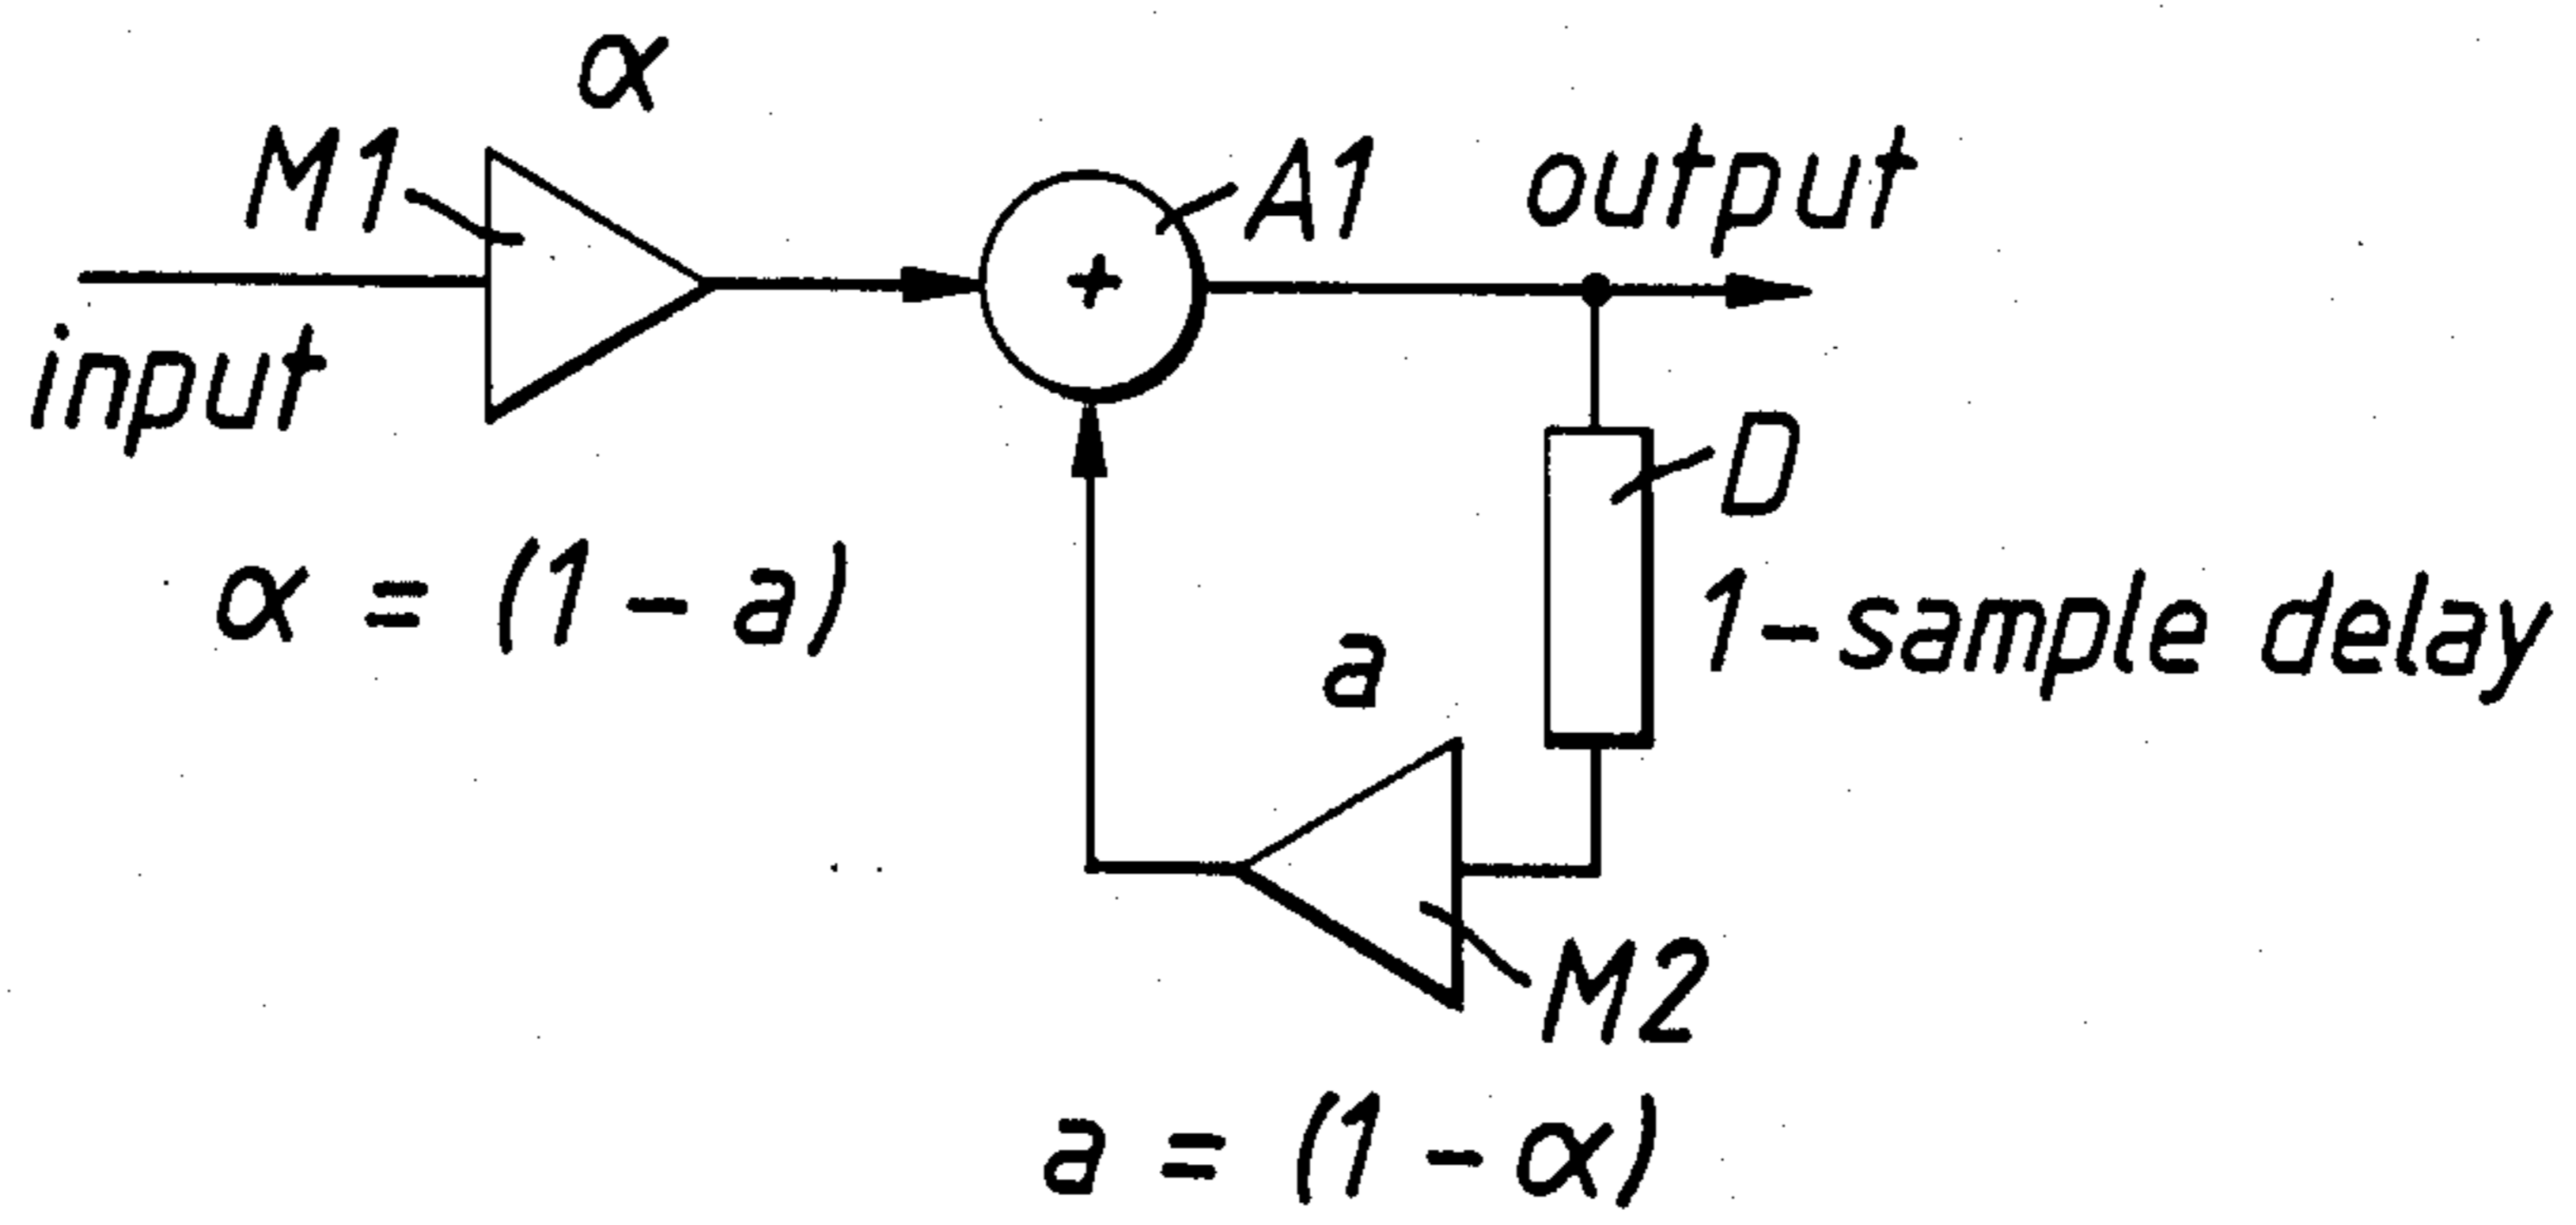 α
M1
A1
output
+
input
D
α = (1 - a)
1-sample delay
a
M2
a = (1 - α)